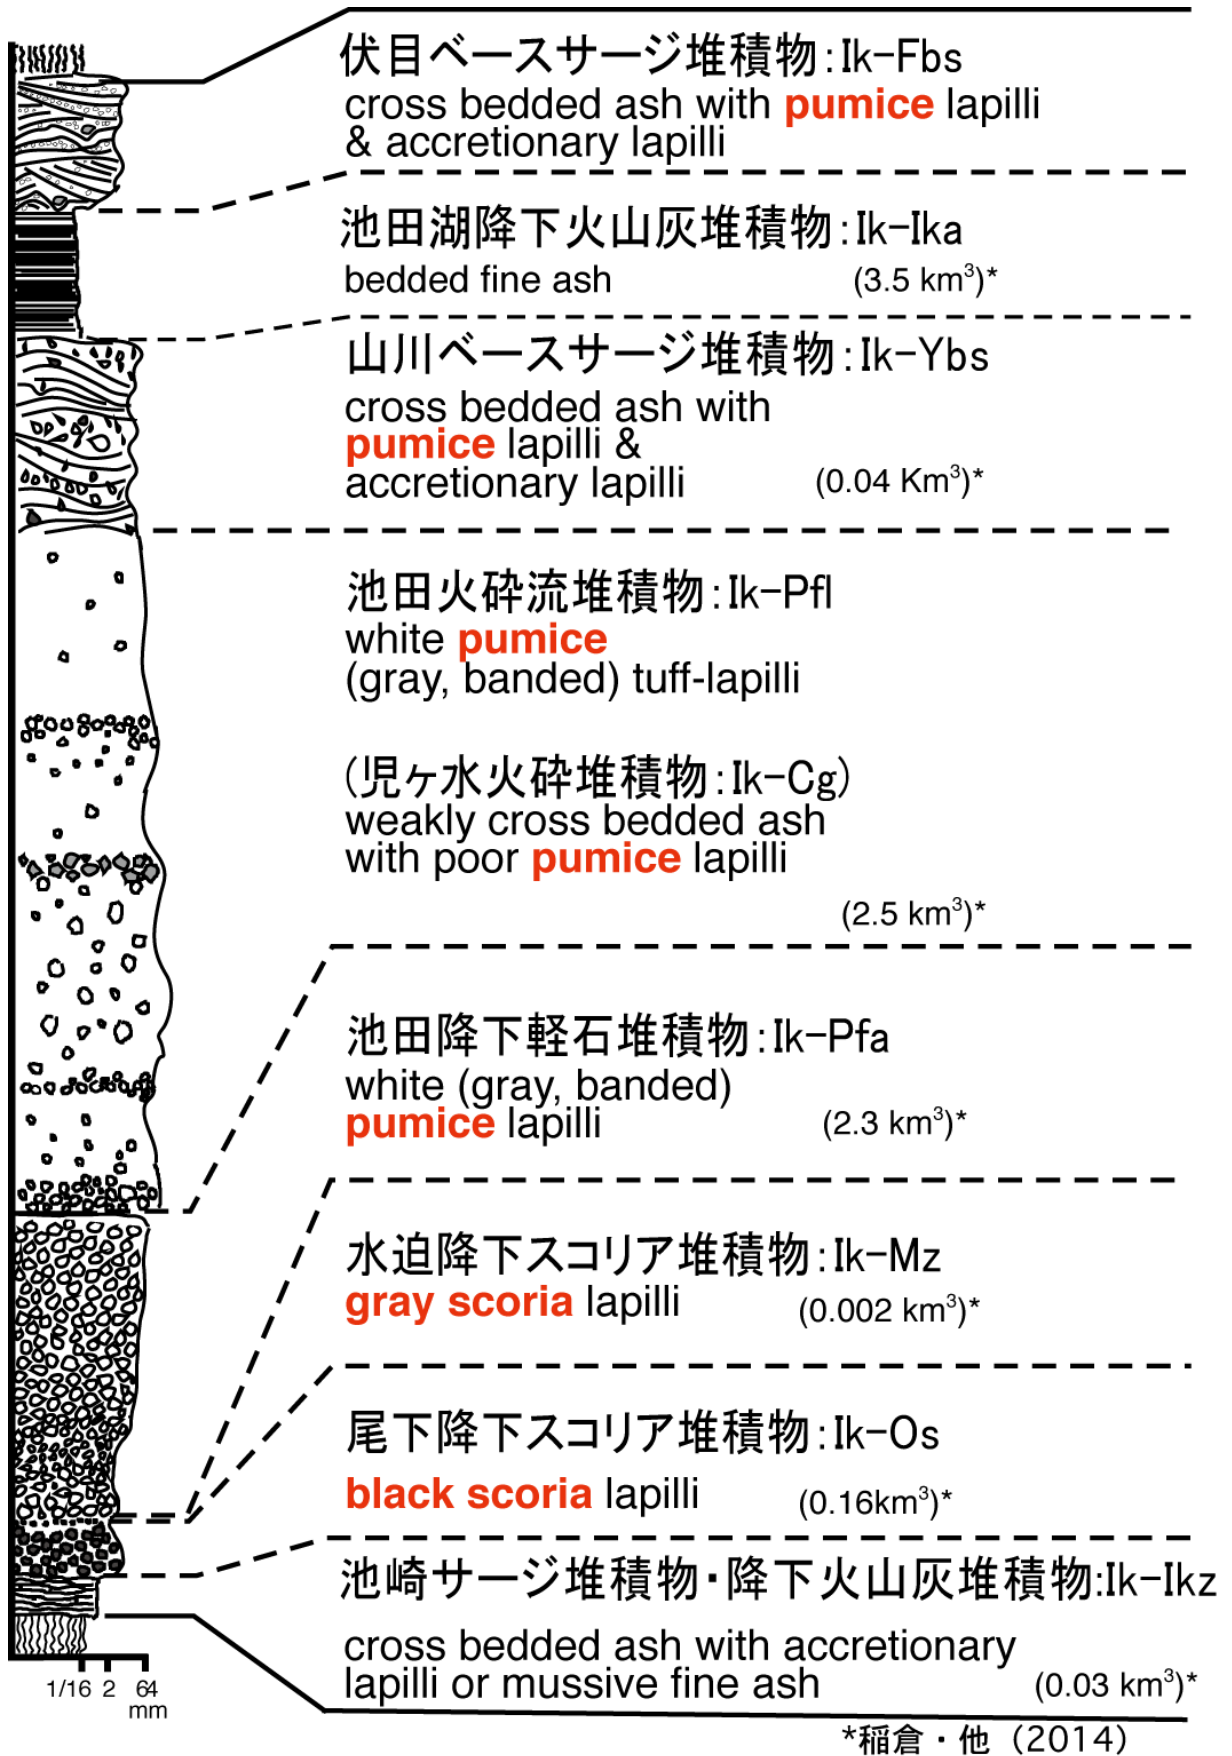 伏目ベースサージ堆積物:Ik-Fbs
cross bedded ash with pumice lapilli
& accretionary lapilli
池田湖降下火山灰堆積物:Ik-Ika
bedded fine ash (3.5 km³)*
山川ベースサージ堆積物:Ik-Ybs
cross bedded ash with
pumice lapilli &
accretionary lapilli (0.04 Km³)*
池田火砕流堆積物:Ik-Pfl
white pumice
(gray, banded) tuff-lapilli
(児ヶ水火砕堆積物:Ik-Cg)
weakly cross bedded ash
with poor pumice lapilli
(2.5 km³)*
池田降下軽石堆積物:Ik-Pfa
white (gray, banded)
pumice lapilli (2.3 km³)*
水迫降下スコリア堆積物:Ik-Mz
gray scoria lapilli (0.002 km³)*
尾下降下スコリア堆積物:Ik-Os
black scoria lapilli (0.16km³)*
池崎サージ堆積物・降下火山灰堆積物:Ik-Ikz
cross bedded ash with accretionary
lapilli or mussive fine ash (0.03 km³)*
1/16 2 64
mm
*稲倉・他（2014）